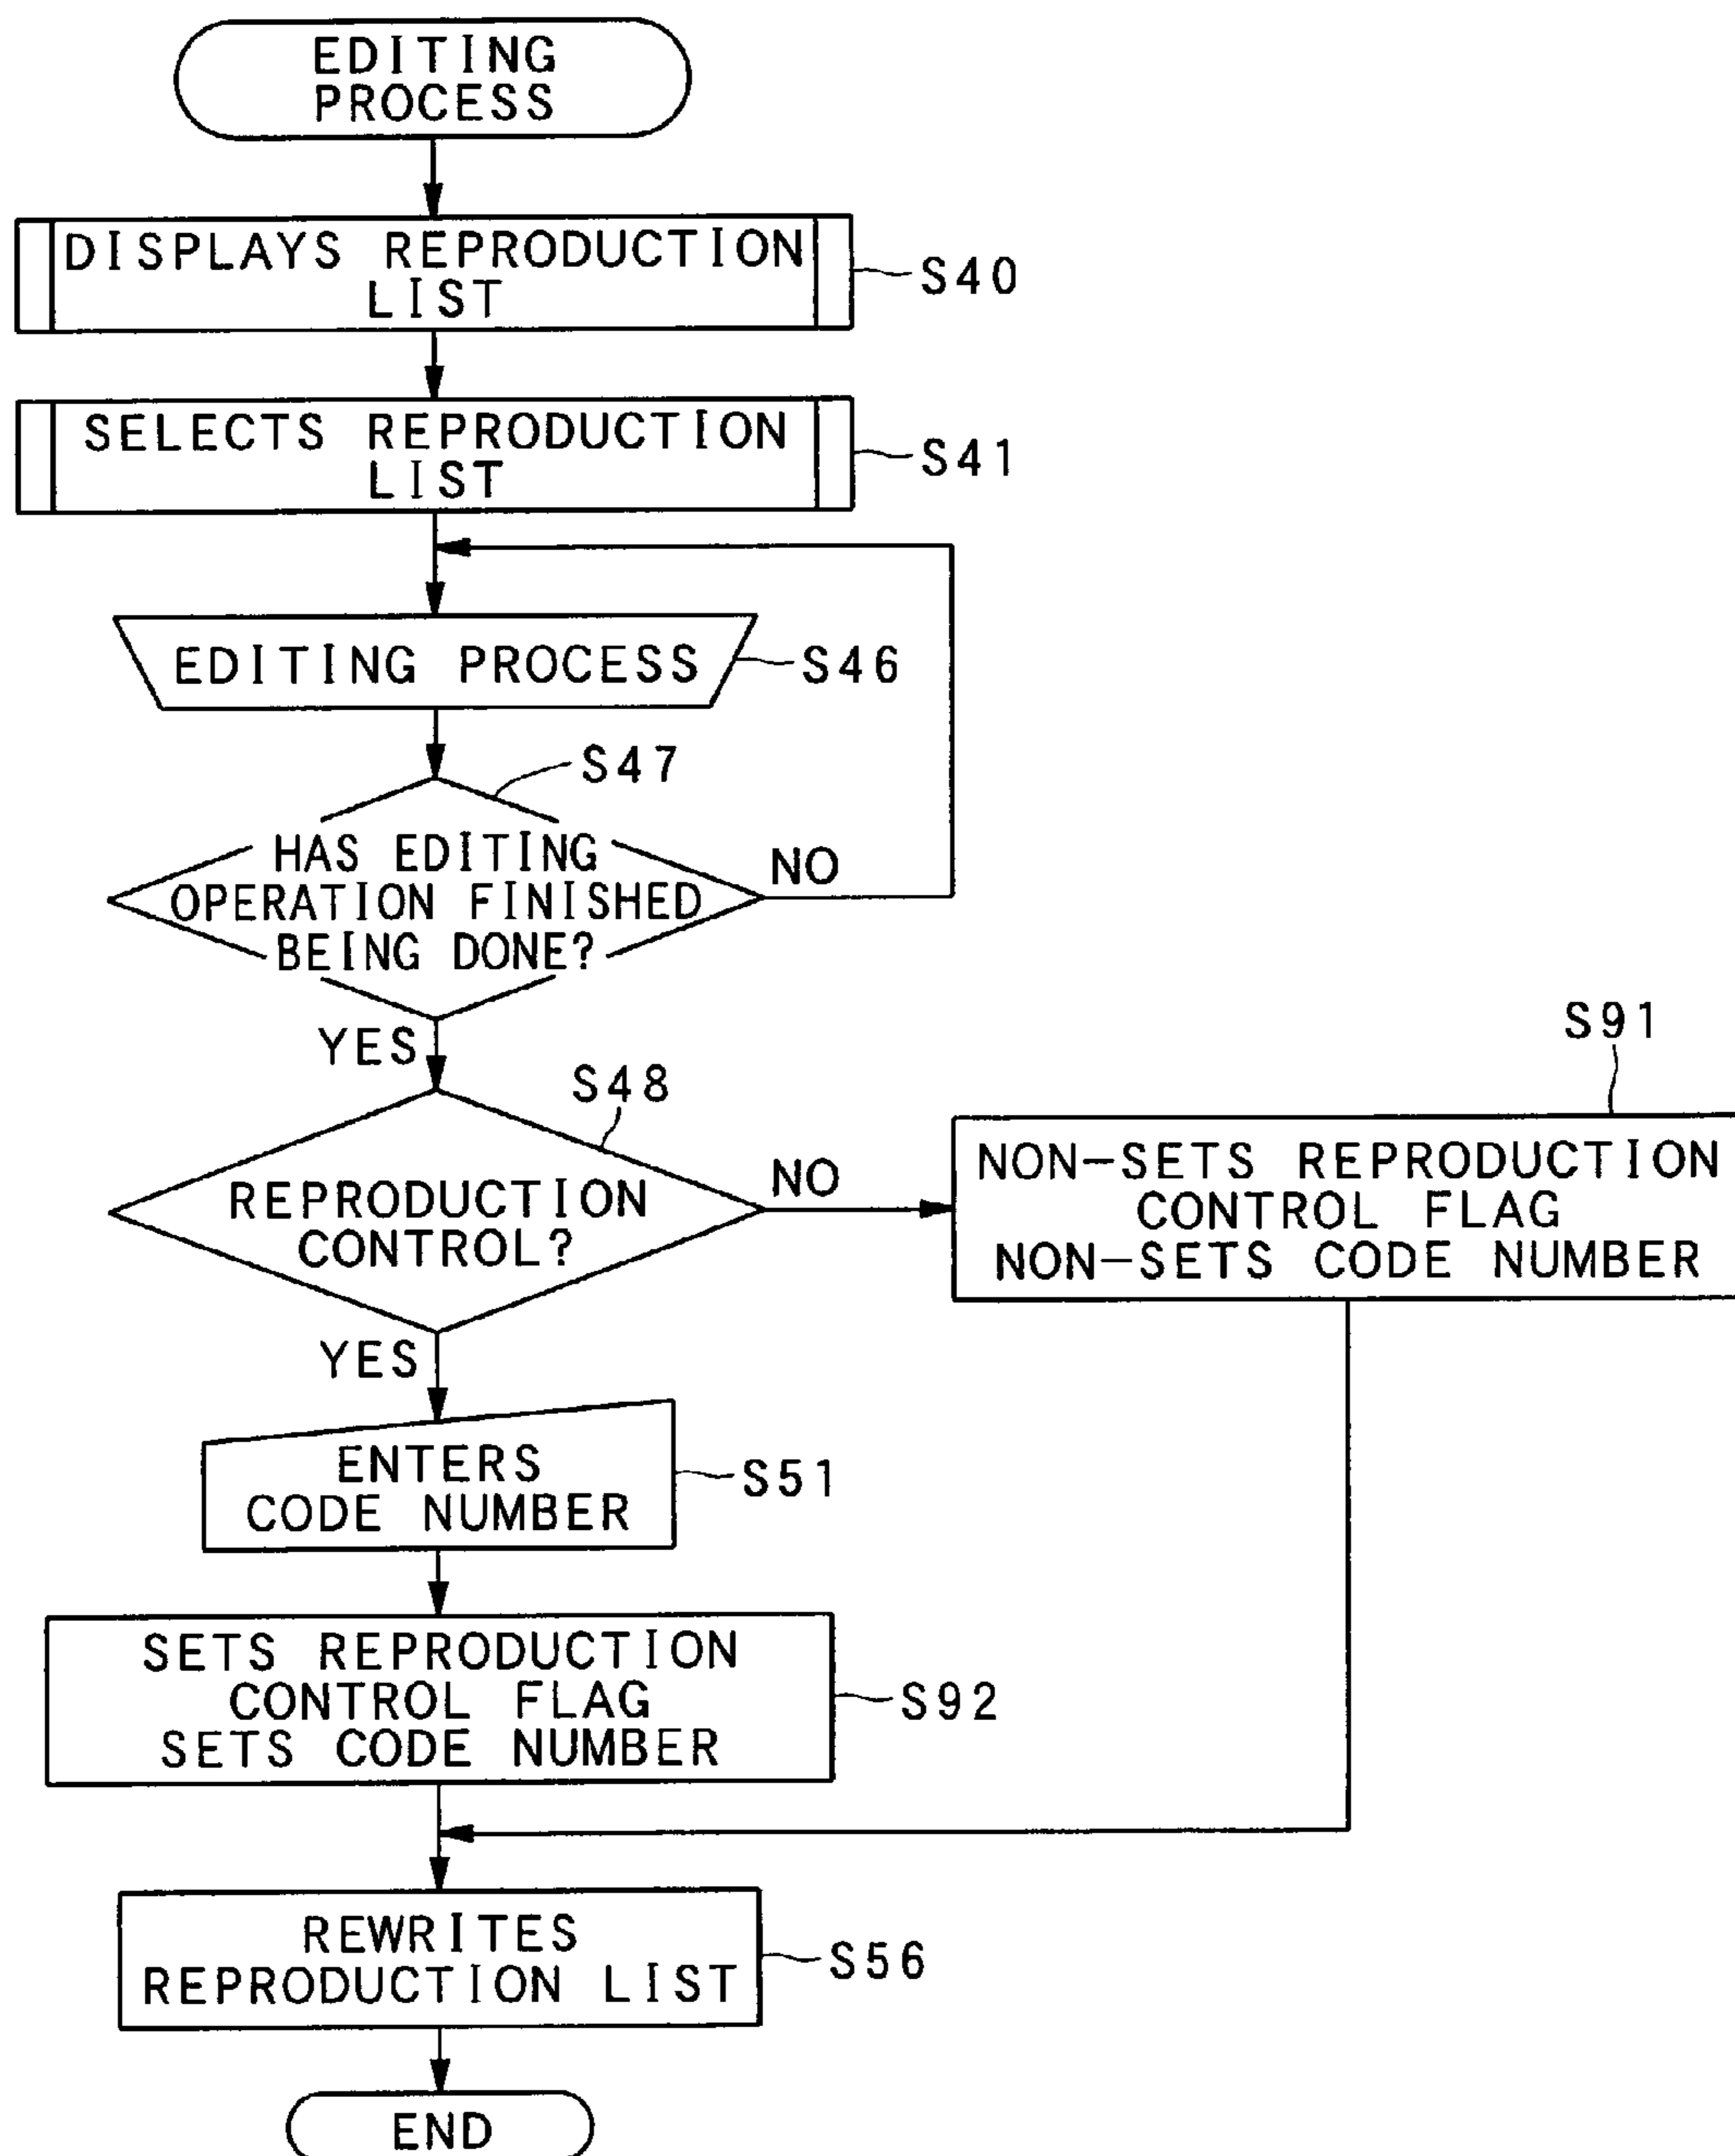 EDITING
PROCESS
DISPLAYS REPRODUCTION
LIST
S40
SELECTS REPRODUCTION
LIST
S41
EDITING PROCESS
S46
S47
HAS EDITING
OPERATION FINISHED
BEING DONE?
NO
YES
S48
REPRODUCTION
CONTROL?
NO
S91
NON-SETS REPRODUCTION
CONTROL FLAG
NON-SETS CODE NUMBER
YES
ENTERS
CODE NUMBER
S51
SETS REPRODUCTION
CONTROL FLAG
SETS CODE NUMBER
S92
REWRITES
REPRODUCTION LIST
S56
END